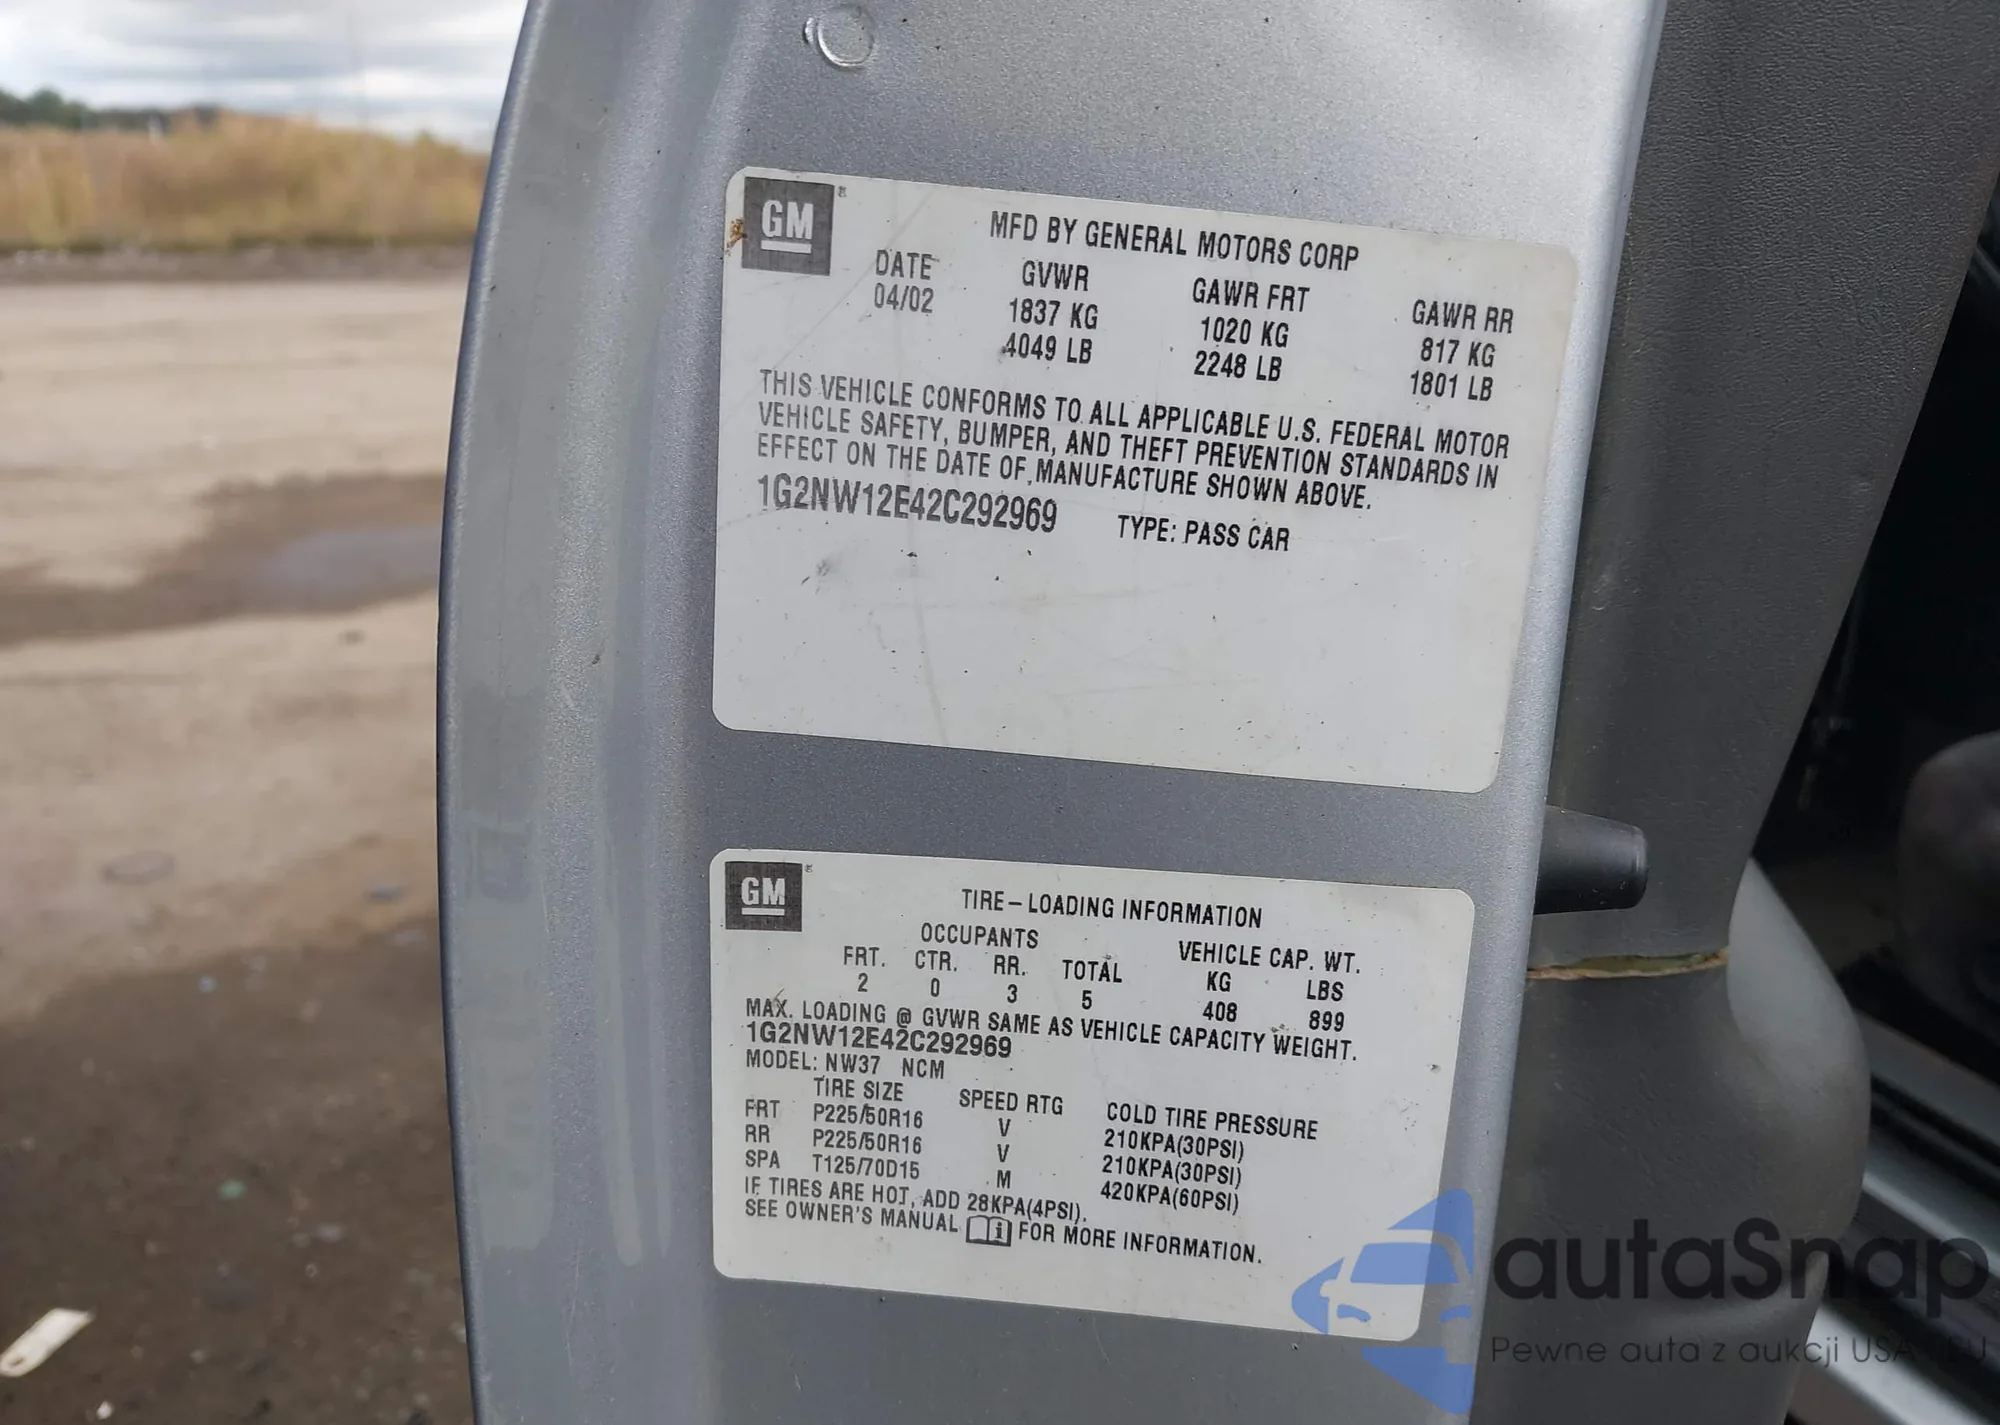 GM
MFD BY GENERAL MOTORS CORP
DATE GVWR GAWR FRT GAWR RR
04/02 1837 KG 1020 KG 817 KG
4049 LB 2248 LB 1801 LB
THIS VEHICLE CONFORMS TO ALL APPLICABLE U.S. FEDERAL MOTOR
VEHICLE SAFETY, BUMPER, AND THEFT PREVENTION STANDARDS IN
EFFECT ON THE DATE OF MANUFACTURE SHOWN ABOVE.
1G2NW12E42C292969 TYPE: PASS CAR
GM
TIRE-LOADING INFORMATION
OCCUPANTS VEHICLE CAP. WT.
FRT. CTR. RR. TOTAL KG LBS
2 0 3 5 408 899
MAX. LOADING @ GVWR SAME AS VEHICLE CAPACITY WEIGHT.
1G2NW12E42C292969
MODEL: NW37 NCM
TIRE SIZE SPEED RTG COLD TIRE PRESSURE
FRT P225/50R16 V 210KPA(30PSI)
RR P225/50R16 V 210KPA(30PSI)
SPA T125/70D15 M 420KPA(60PSI)
IF TIRES ARE HOT, ADD 28KPA(4PSI).
SEE OWNER'S MANUAL FOR MORE INFORMATION.
autaSnap
Pewne auta z aukcji USA EU